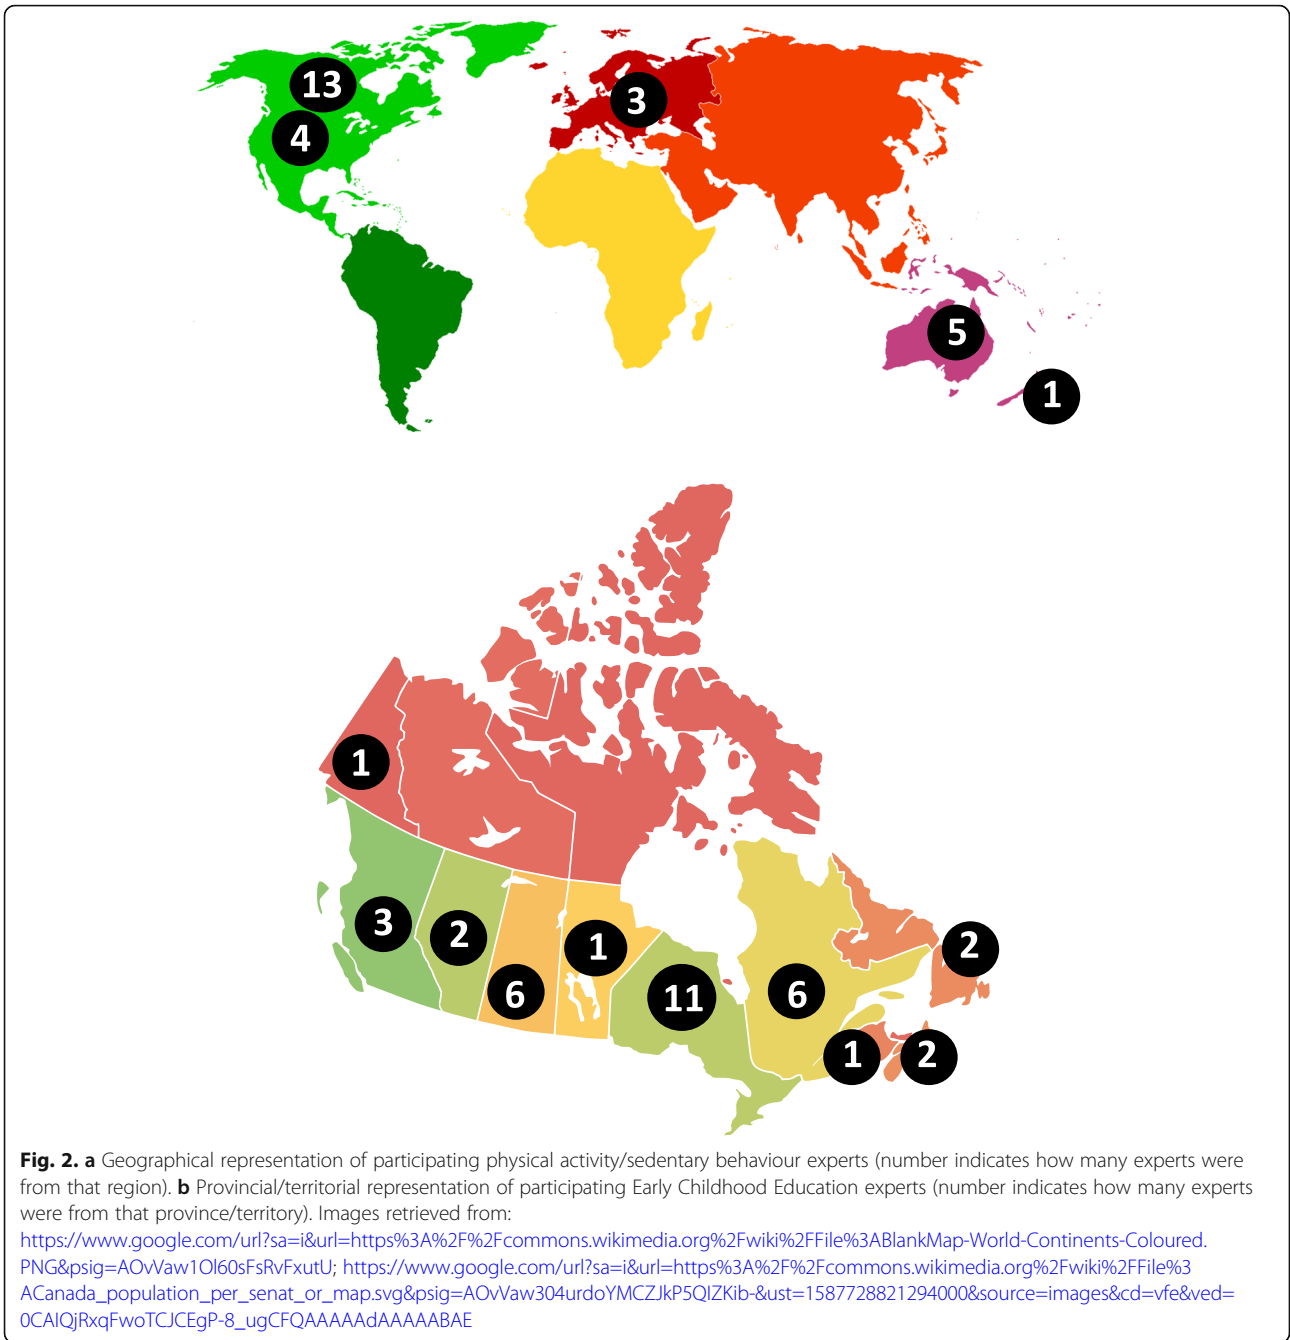 13
3
4
5
1
1
3
2
1
2
6
11
6
1
2
Fig. 2. a Geographical representation of participating physical activity/sedentary behaviour experts (number indicates how many experts were
from that region). b Provincial/territorial representation of participating Early Childhood Education experts (number indicates how many experts
were from that province/territory). Images retrieved from:
https://www.google.com/url?sa=i&url=https%3A%2F%2Fcommons.wikimedia.org%2Fwiki%2FFile%3ABlankMap-World-Continents-Coloured.
PNG&psig=AOvVaw1Ol60sFsRvFxutU; https://www.google.com/url?sa=i&url=https%3A%2F%2Fcommons.wikimedia.org%2Fwiki%2FFile%3
ACanada_population_per_senat_or_map.svg&psig=AOvVaw304urdoYMCZJkP5QIZKib-&ust=1587728821294000&source=images&cd=vfe&ved=
0CAIQjRxqFwoTCJCEgP-8_ugCFQAAAAAdAAAAABAE